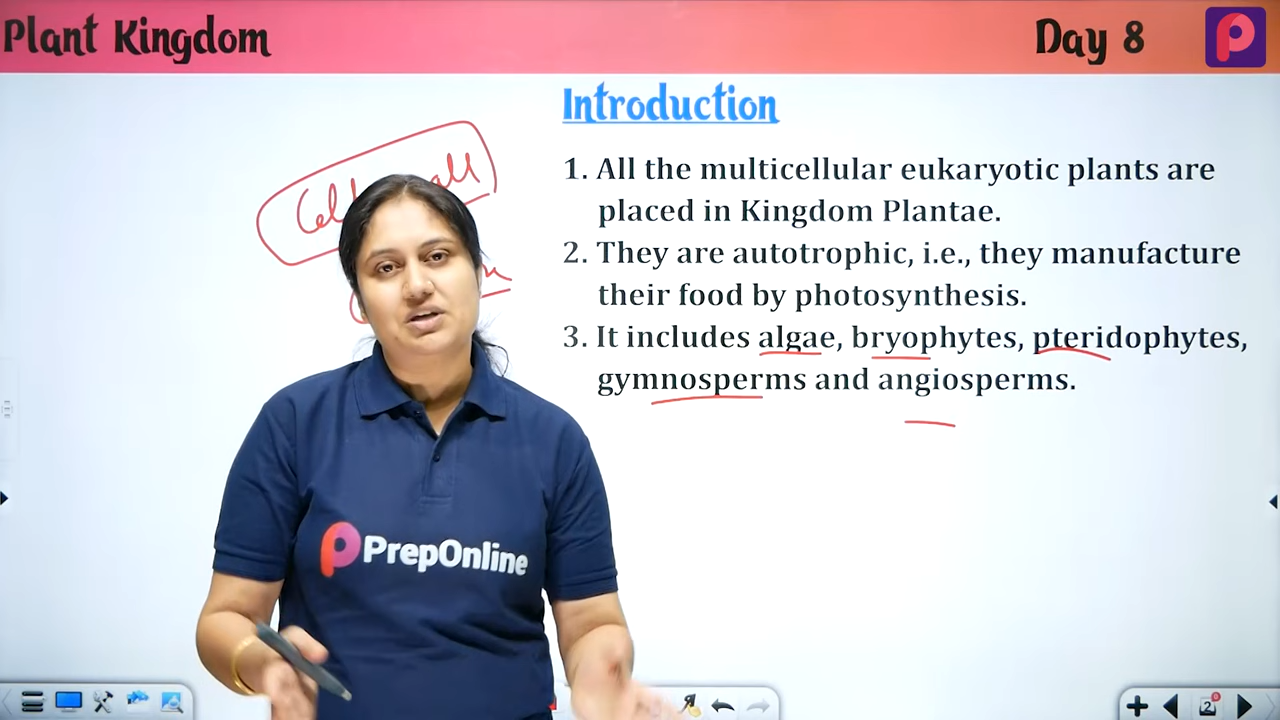 Plant Kingdom
Day 8
Introduction
1. All the multicellular eukaryotic plants are
placed in Kingdom Plantae.
2. They are autotrophic, i.e., they manufacture
their food by photosynthesis.
3. It includes algae, bryophytes, pteridophytes,
gymnosperms and angiosperms.
PrepOnline
2